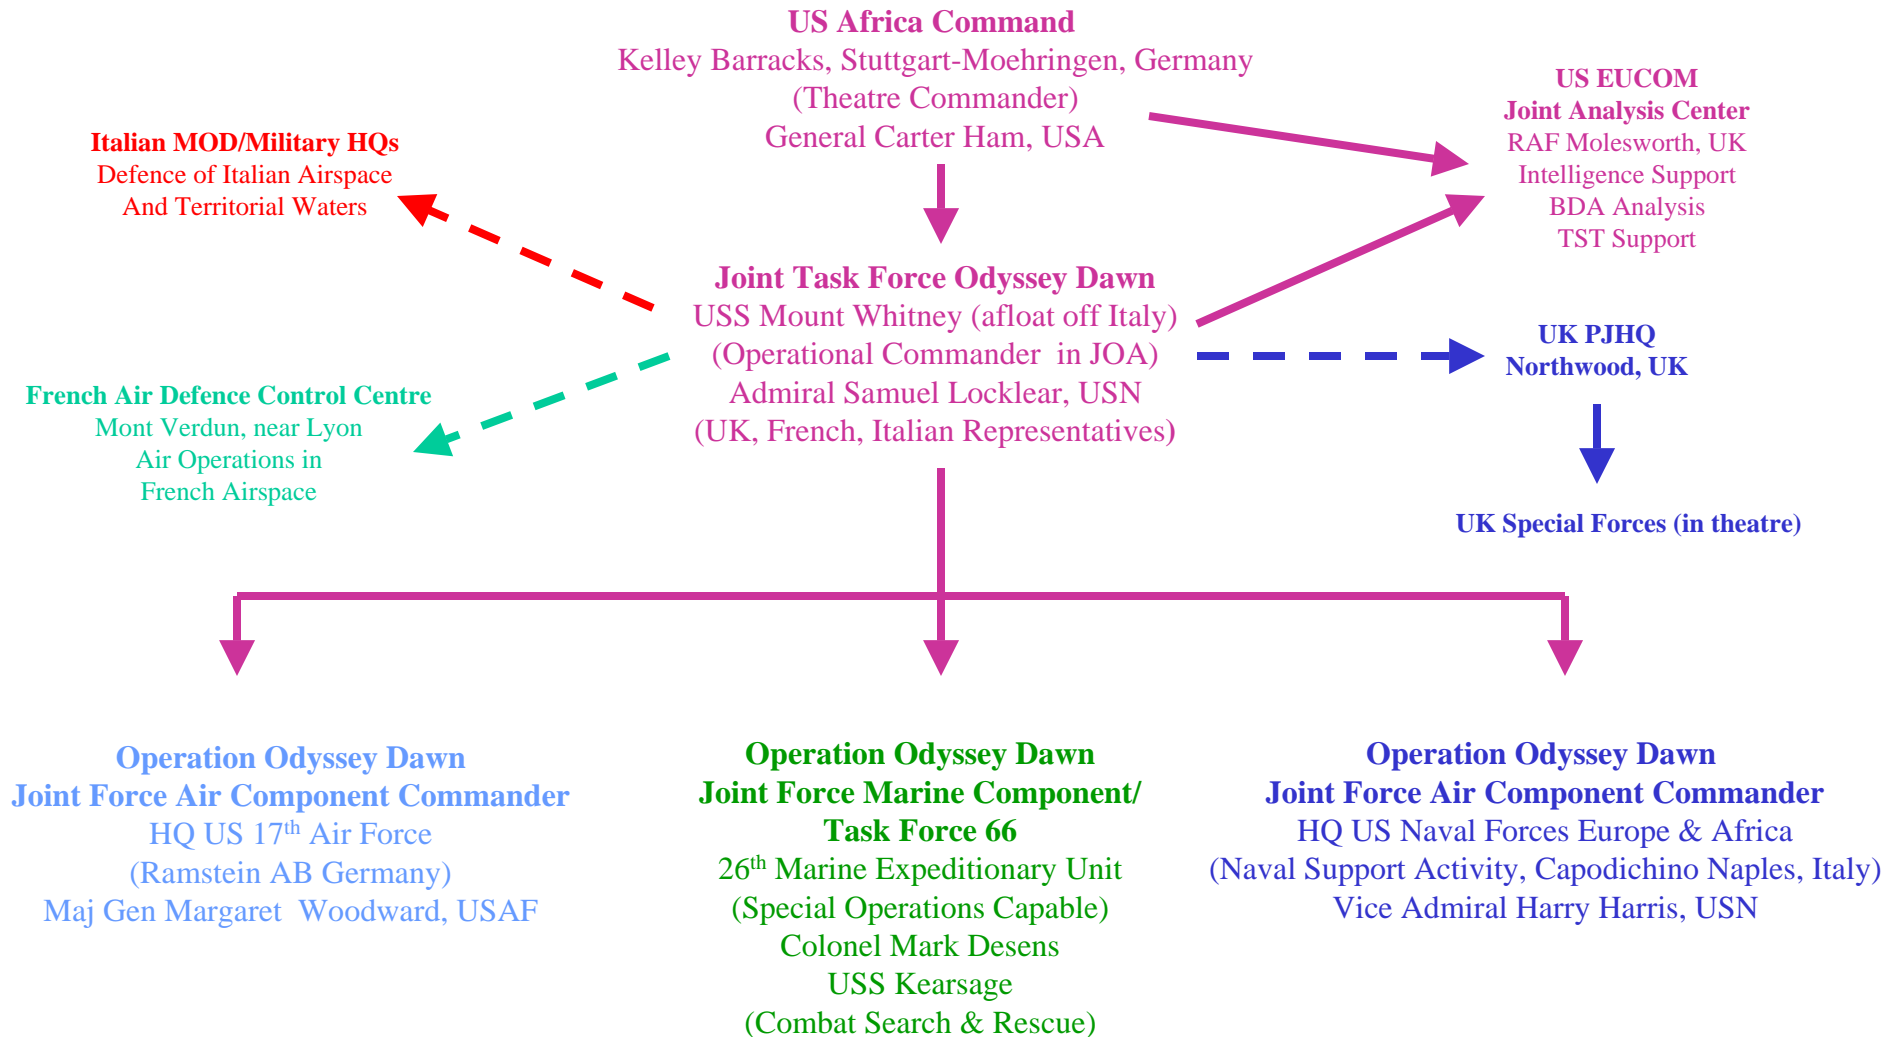 US Africa Command
Kelley Barracks, Stuttgart-Moehringen, Germany
(Theatre Commander)
General Carter Ham, USA
US EUCOM
Joint Analysis Center
RAF Molesworth, UK
Intelligence Support
BDA Analysis
TST Support
Italian MOD/Military HQs
Defence of Italian Airspace
And Territorial Waters
Joint Task Force Odyssey Dawn
USS Mount Whitney (afloat off Italy)
(Operational Commander in JOA)
Admiral Samuel Locklear, USN
(UK, French, Italian Representatives)
UK PJHQ
Northwood, UK
French Air Defence Control Centre
Mont Verdun, near Lyon
Air Operations in
French Airspace
UK Special Forces (in theatre)
Operation Odyssey Dawn
Joint Force Air Component Commander
HQ US 17th Air Force
(Ramstein AB Germany)
Maj Gen Margaret Woodward, USAF
Operation Odyssey Dawn
Joint Force Marine Component/
Task Force 66
26th Marine Expeditionary Unit
(Special Operations Capable)
Colonel Mark Desens
USS Kearsage
(Combat Search & Rescue)
Operation Odyssey Dawn
Joint Force Air Component Commander
HQ US Naval Forces Europe & Africa
(Naval Support Activity, Capodichino Naples, Italy)
Vice Admiral Harry Harris, USN